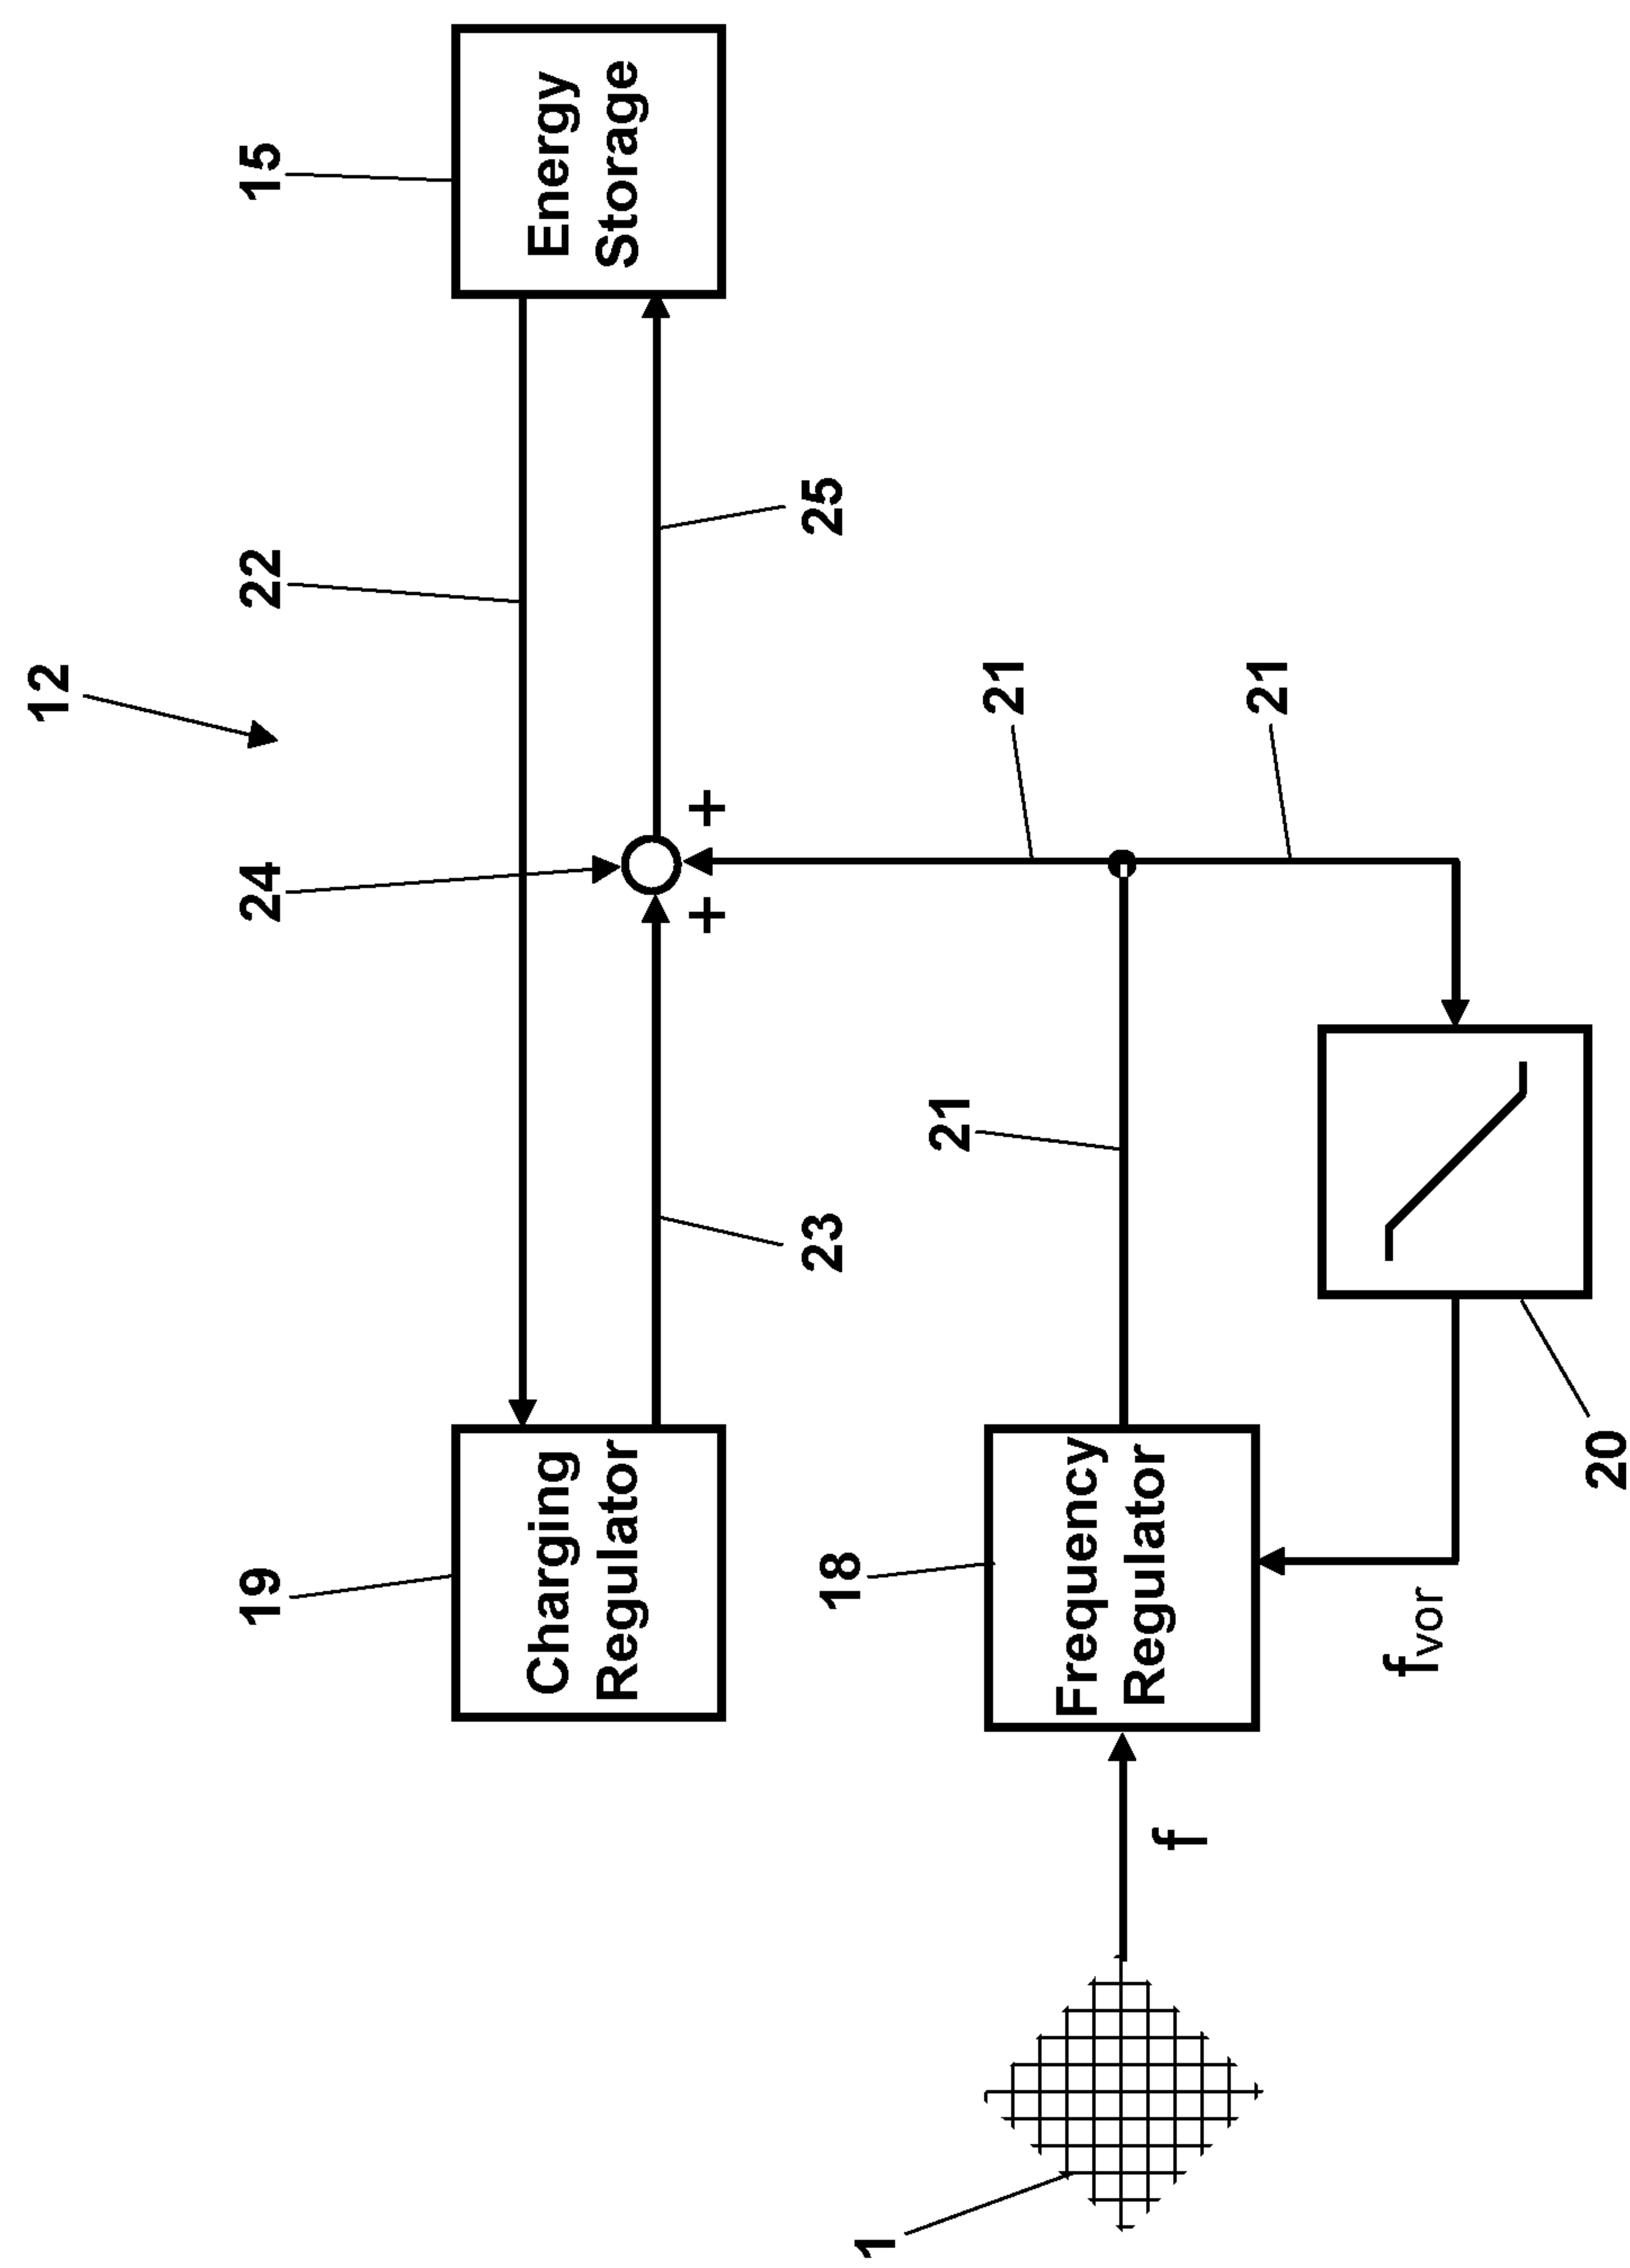 12
19
24
22
15
Charging
Regulator
Energy
Storage
+
+
23
25
18
21
21
Frequency
Regulator
1
f
21
f_vor
20